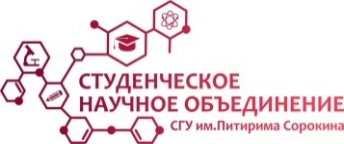 СТУДЕНЧЕСКОЕ
НАУЧНОЕ ОБЪЕДИНЕНИЕ
СГУ им.Питирима Сорокина